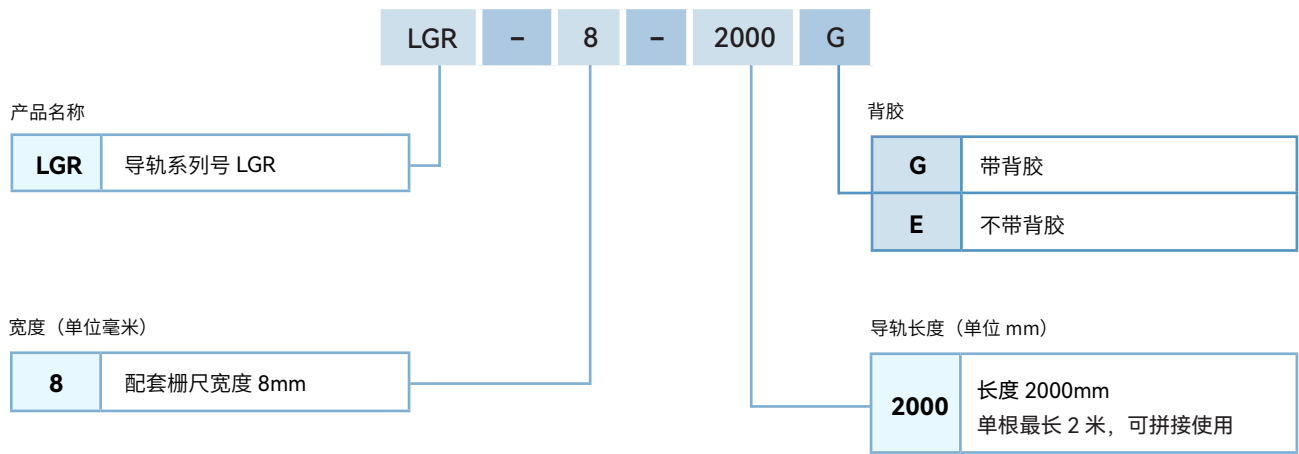 LGR – 8 – 2000 G
产品名称
LGR 导轨系列号 LGR
背胶
G 带背胶
E 不带背胶
宽度（单位毫米）
8 配套栅尺宽度 8mm
导轨长度（单位 mm）
2000 长度 2000mm
单根最长 2 米，可拼接使用